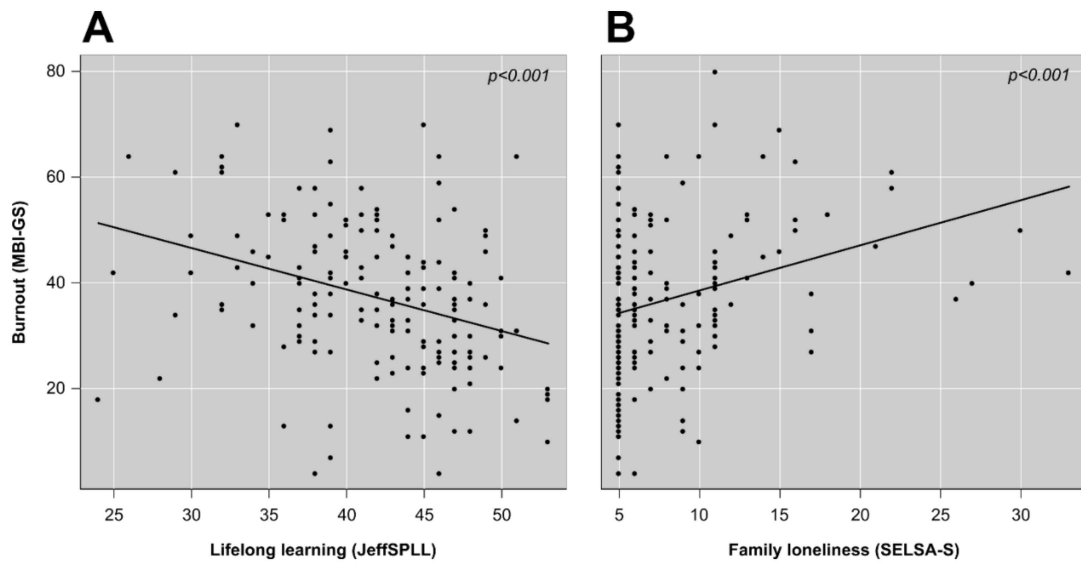 A
B
p<0.001
p<0.001
80
60
40
20
Burnout (MBI-GS)
25 30 35 40 45 50
5 10 15 20 25 30
Lifelong learning (JeffSPLL)
Family loneliness (SELSA-S)